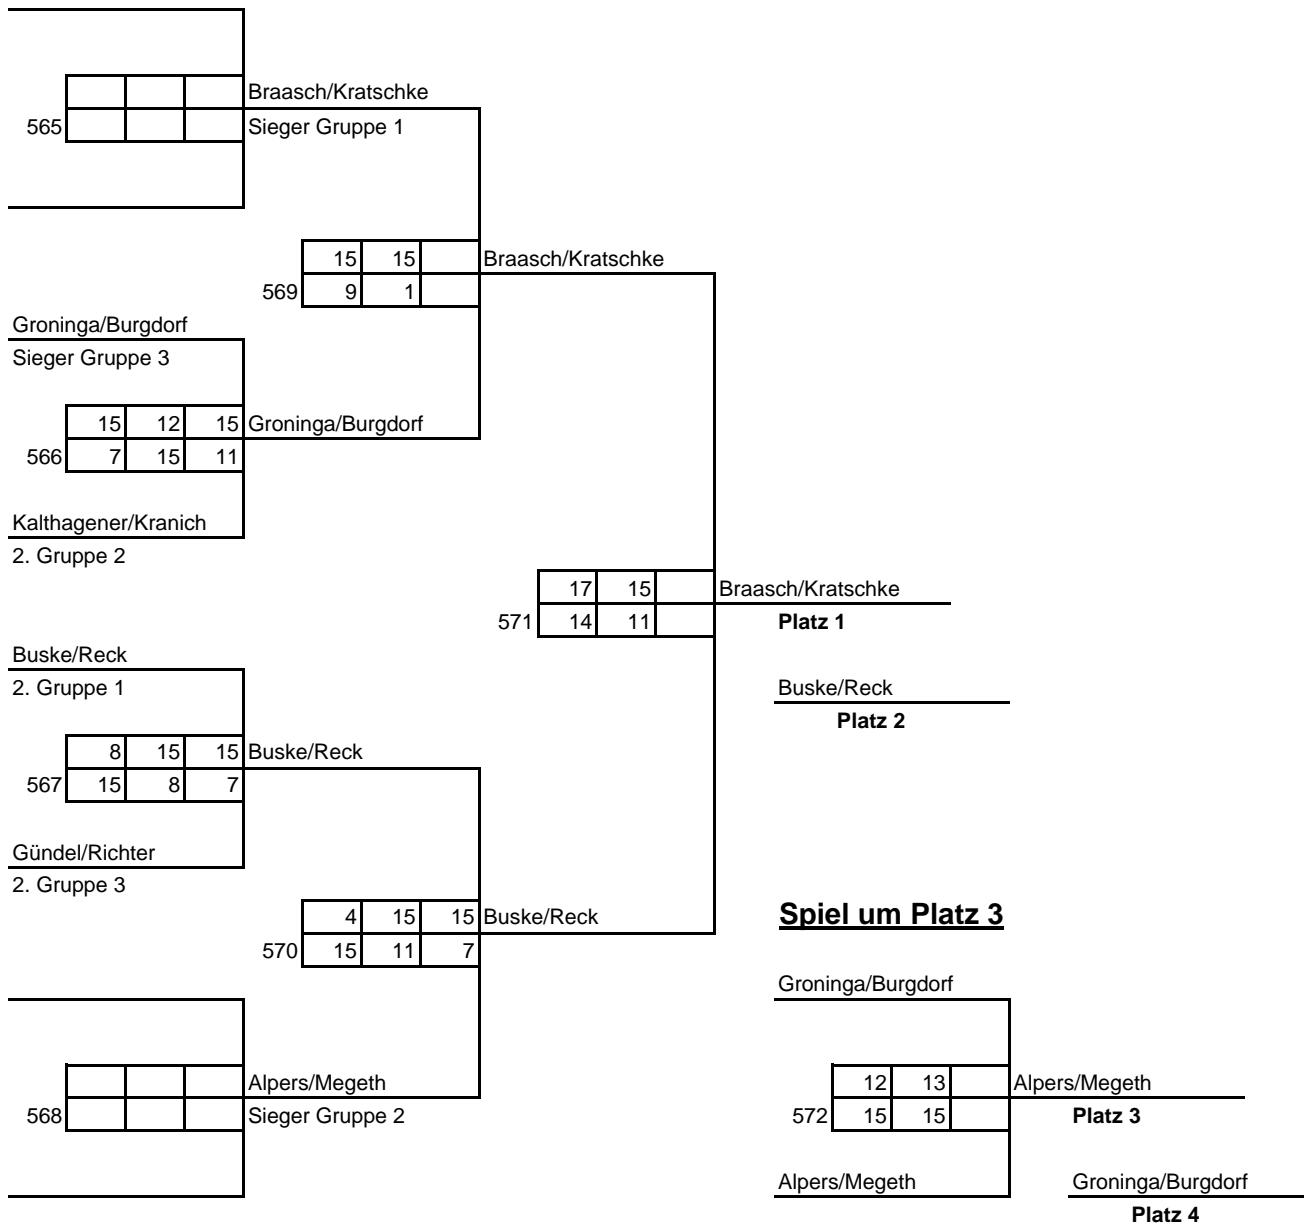 Braasch/Kratschke
565 Sieger Gruppe 1
15 15 Braasch/Kratschke
569 9 1
Groninga/Burgdorf
Sieger Gruppe 3
15 12 15 Groninga/Burgdorf
566 7 15 11
Kalthagener/Kranich
2. Gruppe 2
17 15 Braasch/Kratschke
571 14 11 Platz 1
Buske/Reck
2. Gruppe 1
Buske/Reck
Platz 2
8 15 15 Buske/Reck
567 15 8 7
Gündel/Richter
2. Gruppe 3
4 15 15 Buske/Reck
570 15 11 7
Spiel um Platz 3
Groninga/Burgdorf
Alpers/Megeth
568 Sieger Gruppe 2
12 13 Alpers/Megeth
572 15 15 Platz 3
Alpers/Megeth
Groninga/Burgdorf
Platz 4